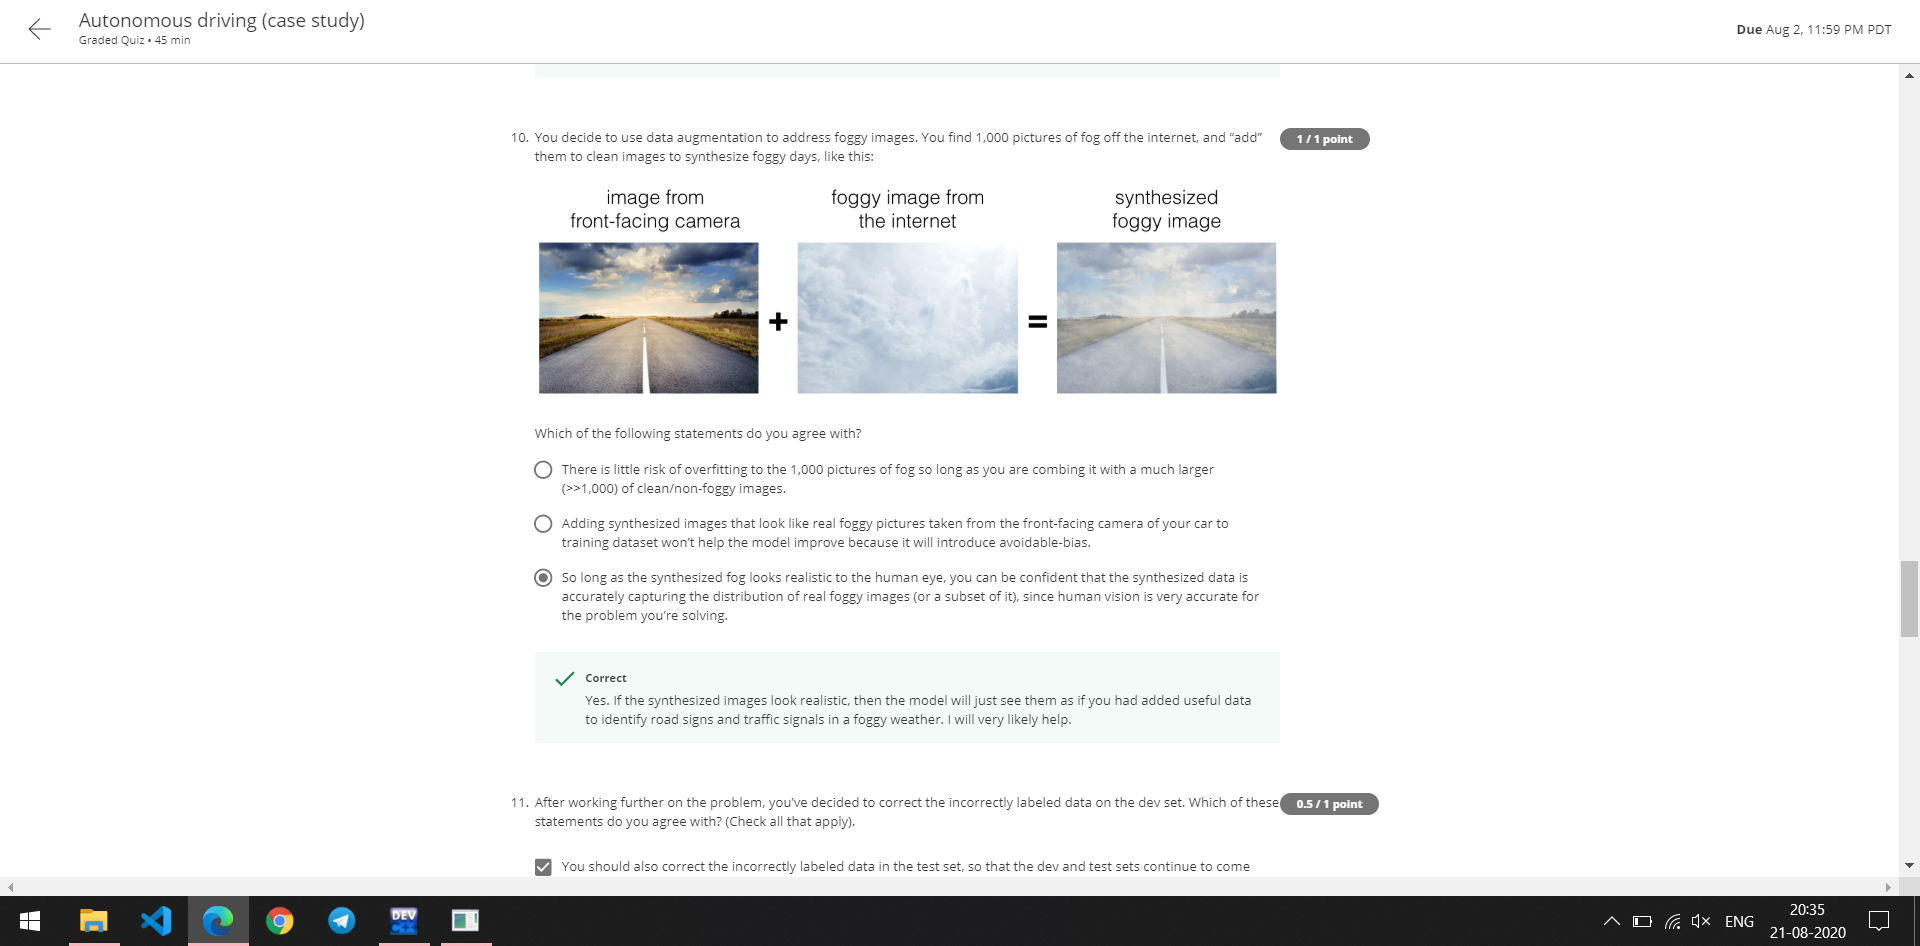 Autonomous driving (case study)
Graded Quiz • 45 min
Due Aug 2, 11:59 PM PDT
10. You decide to use data augmentation to address foggy images. You find 1,000 pictures of fog off the internet, and “add”
them to clean images to synthesize foggy days, like this:
1 / 1 point
image from
front-facing camera
foggy image from
the internet
synthesized
foggy image
+
=
Which of the following statements do you agree with?
There is little risk of overfitting to the 1,000 pictures of fog so long as you are combing it with a much larger
(>>1,000) of clean/non-foggy images.
Adding synthesized images that look like real foggy pictures taken from the front-facing camera of your car to
training dataset won’t help the model improve because it will introduce avoidable-bias.
So long as the synthesized fog looks realistic to the human eye, you can be confident that the synthesized data is
accurately capturing the distribution of real foggy images (or a subset of it), since human vision is very accurate for
the problem you’re solving.
Correct
Yes. If the synthesized images look realistic, then the model will just see them as if you had added useful data
to identify road signs and traffic signals in a foggy weather. I will very likely help.
11. After working further on the problem, you’ve decided to correct the incorrectly labeled data on the dev set. Which of these
statements do you agree with? (Check all that apply).
0.5 / 1 point
You should also correct the incorrectly labeled data in the test set, so that the dev and test sets continue to come
DEV
C++
ENG
20:35
21-08-2020